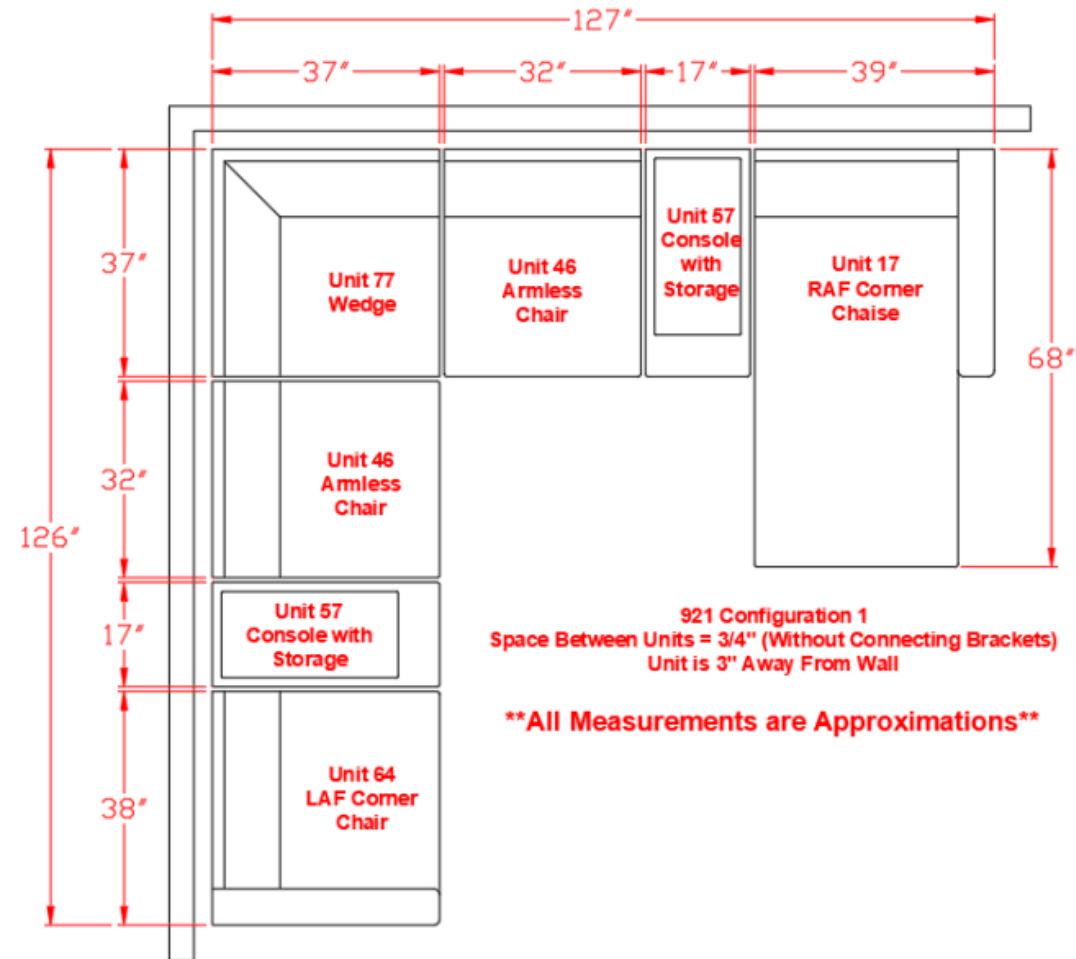 127"
37"
32"
17"
39"
37"
Unit 77
Wedge
Unit 46
Armless
Chair
Unit 57
Console
with
Storage
Unit 17
RAF Corner
Chaise
68"
32"
Unit 46
Armless
Chair
126"
17"
Unit 57
Console with
Storage
921 Configuration 1
Space Between Units = 3/4" (Without Connecting Brackets)
Unit is 3" Away From Wall
**All Measurements are Approximations**
38"
Unit 64
LAF Corner
Chair